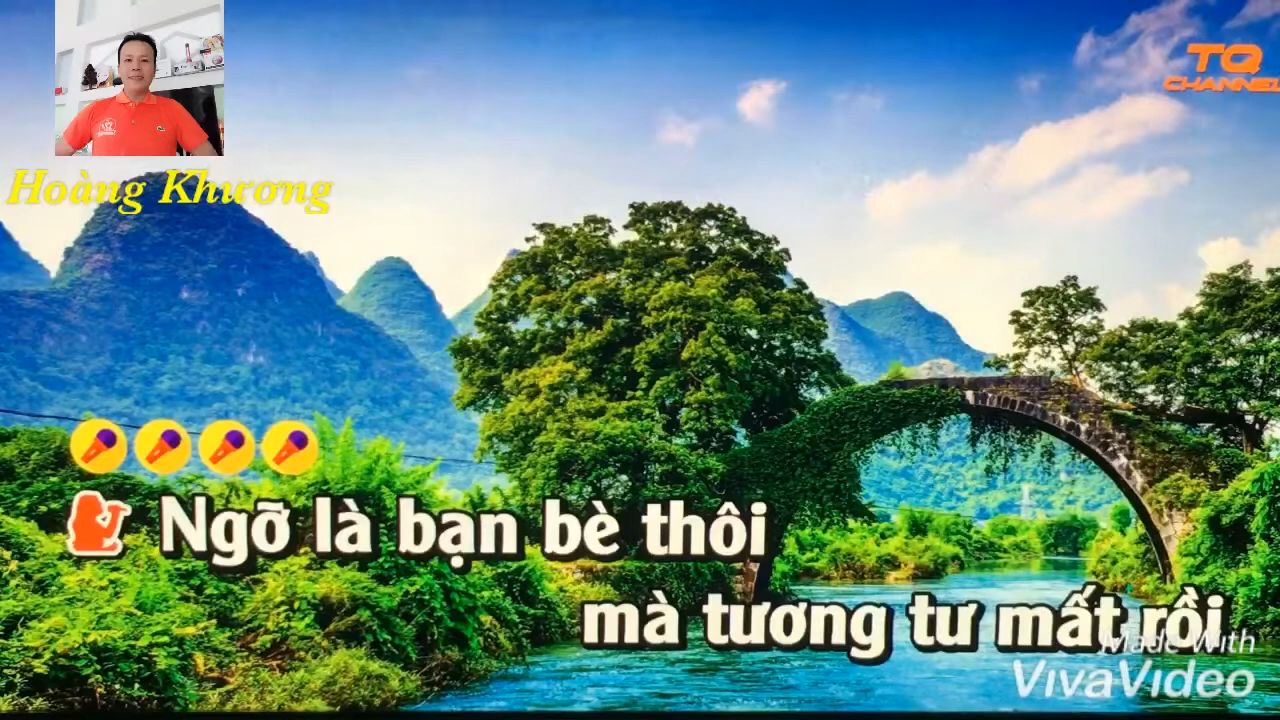 TQ
CHANNEL
Hoàng Khương
Ngỡ là bạn bè thôi
mà tương tư mất rồi
Made With
VivaVideo